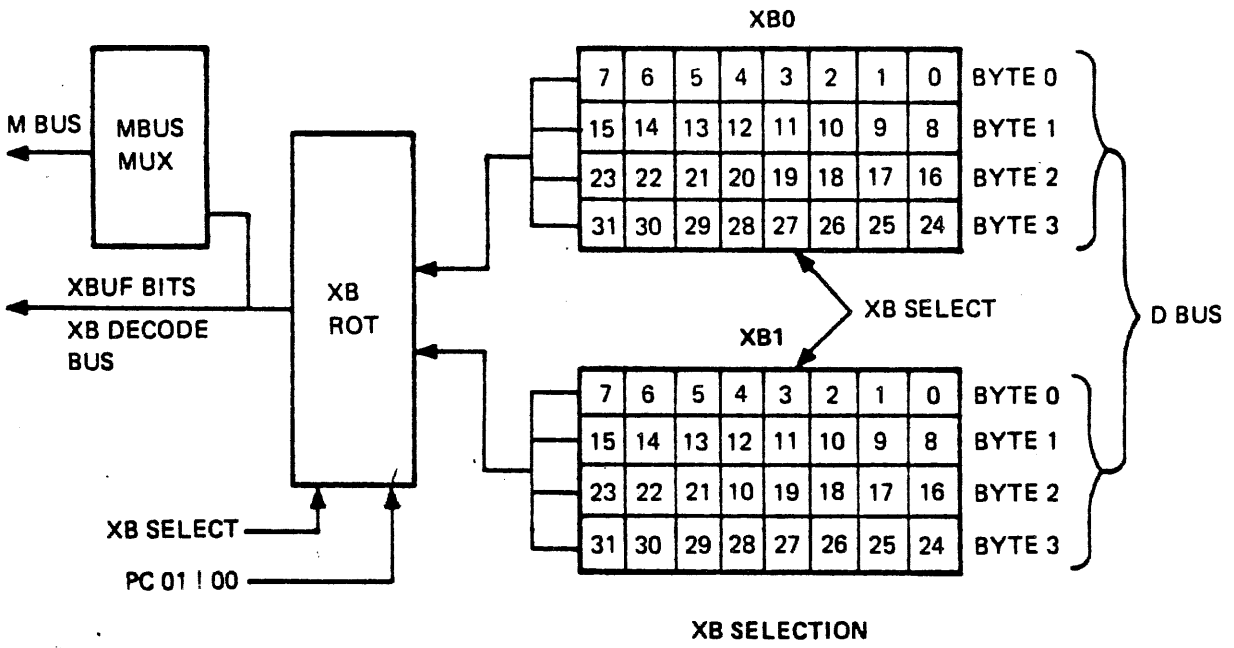 XB0
7 6 5 4 3 2 1 0 BYTE 0
15 14 13 12 11 10 9 8 BYTE 1
23 22 21 20 19 18 17 16 BYTE 2
31 30 29 28 27 26 25 24 BYTE 3
M BUS
MBUS
MUX
XBUF BITS
XB DECODE
BUS
XB
ROT
XB SELECT
D BUS
XB1
7 6 5 4 3 2 1 0 BYTE 0
15 14 13 12 11 10 9 8 BYTE 1
23 22 21 10 19 18 17 16 BYTE 2
31 30 29 28 27 26 25 24 BYTE 3
XB SELECT
PC 01 ! 00
XB SELECTION